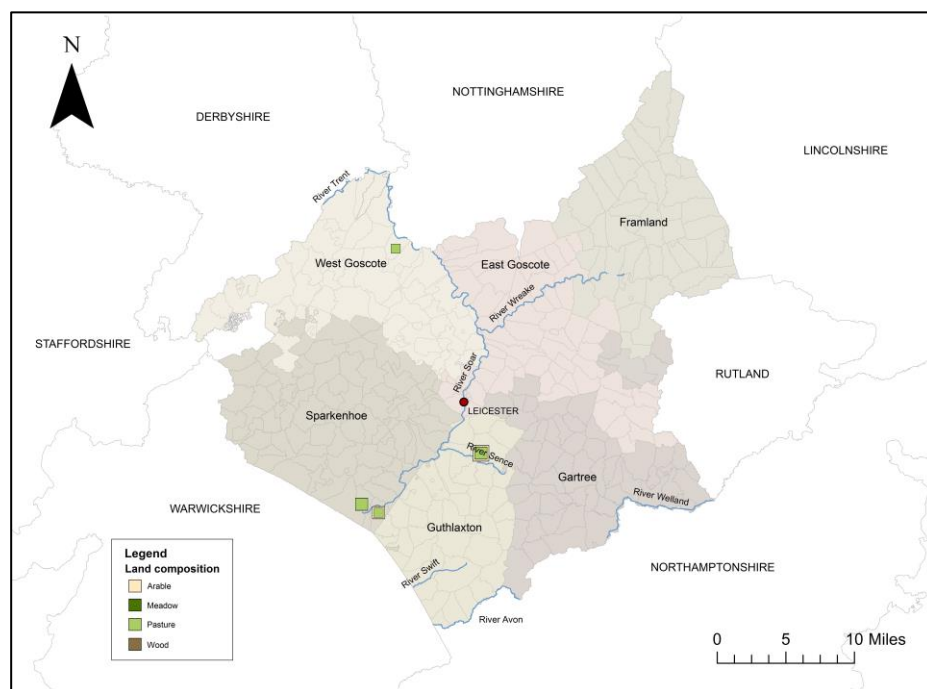 N
NOTTINGHAMSHIRE
DERBYSHIRE
LINCOLNSHIRE
River Trent
Framland
West Goscote
East Goscote
River Wreake
STAFFORDSHIRE
River Soar
RUTLAND
Sparkenhoe
LEICESTER
River Sence
Gartree
River Welland
WARWICKSHIRE
Guthlaxton
NORTHAMPTONSHIRE
River Swift
River Avon
Legend
Land composition
Arable
Meadow
Pasture
Wood
0 5 10 Miles